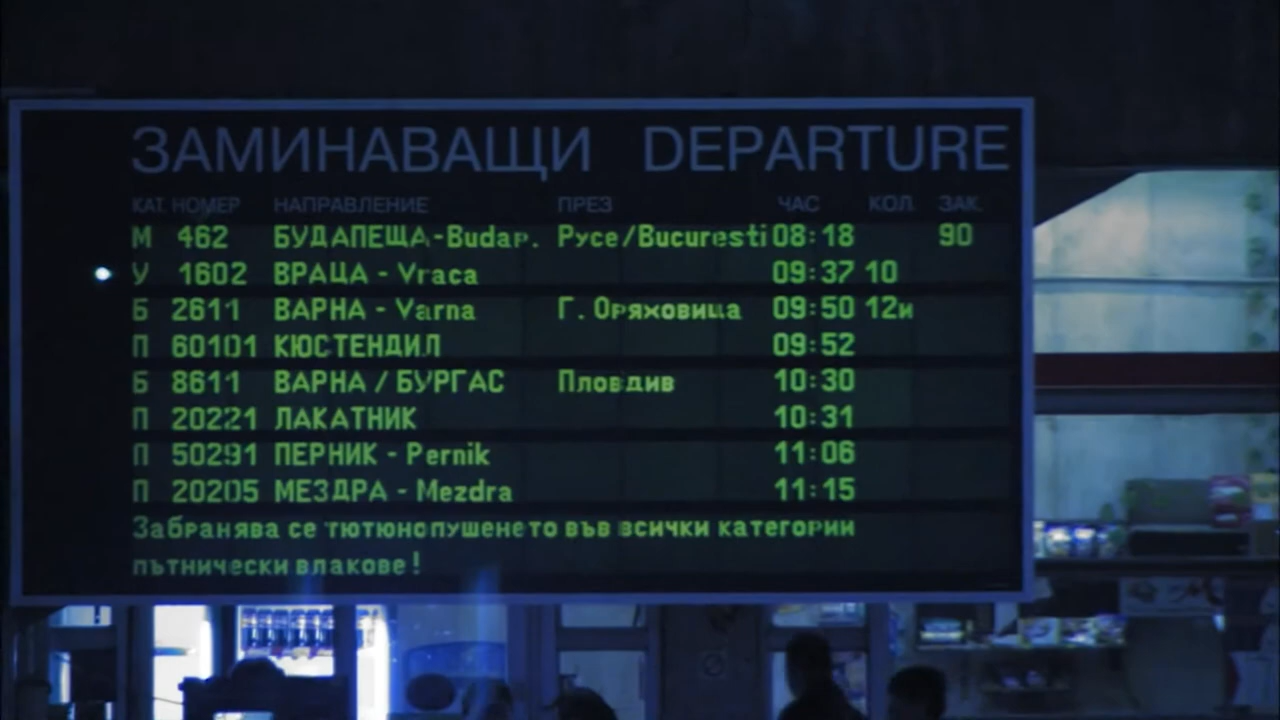 ЗАМИНАВАЩИ DEPARTURE
КАТ. НОМЕР НАПРАВЛЕНИЕ ПРЕЗ ЧАС КОЛ. ЗАК.
М 462 БУДАПЕЩА-Budap. Русе/Bucuresti 08:18 90
У 1602 ВРАЦА - Vraca 09:37 10
Б 2611 ВАРНА - Varna Г. Оряховица 09:50 12и
П 60101 КЮСТЕНДИЛ 09:52
Б 8611 ВАРНА / БУРГАС Пловдив 10:30
П 20221 ЛАКАТНИК 10:31
П 50291 ПЕРНИК - Pernik 11:06
П 20205 МЕЗДРА - Mezdra 11:15
Забранява се тютюнопушенето във всички категории
пътнически влакове!